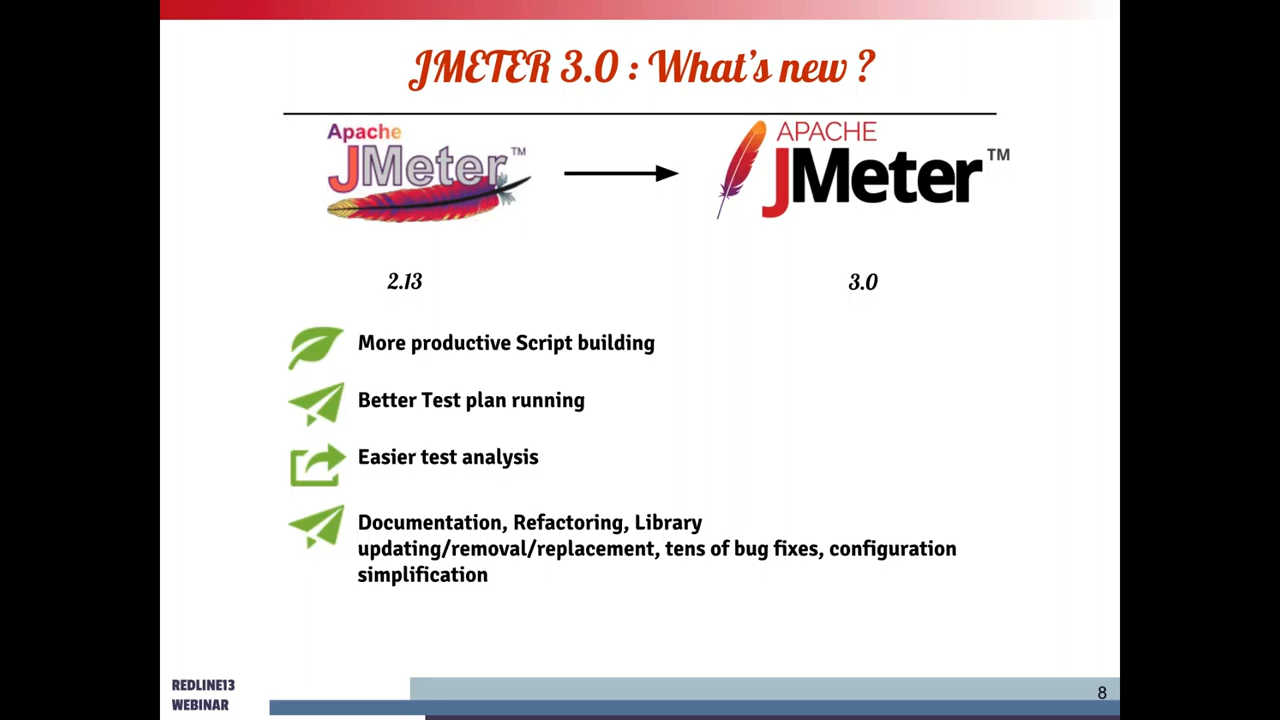 JMETER 3.0 : What's new ?
Apache
JMeter™
APACHE
JMeter™
2.13
3.0
More productive Script building
Better Test plan running
Easier test analysis
Documentation, Refactoring, Library
updating/removal/replacement, tens of bug fixes, configuration
simplification
REDLINE13
WEBINAR
8